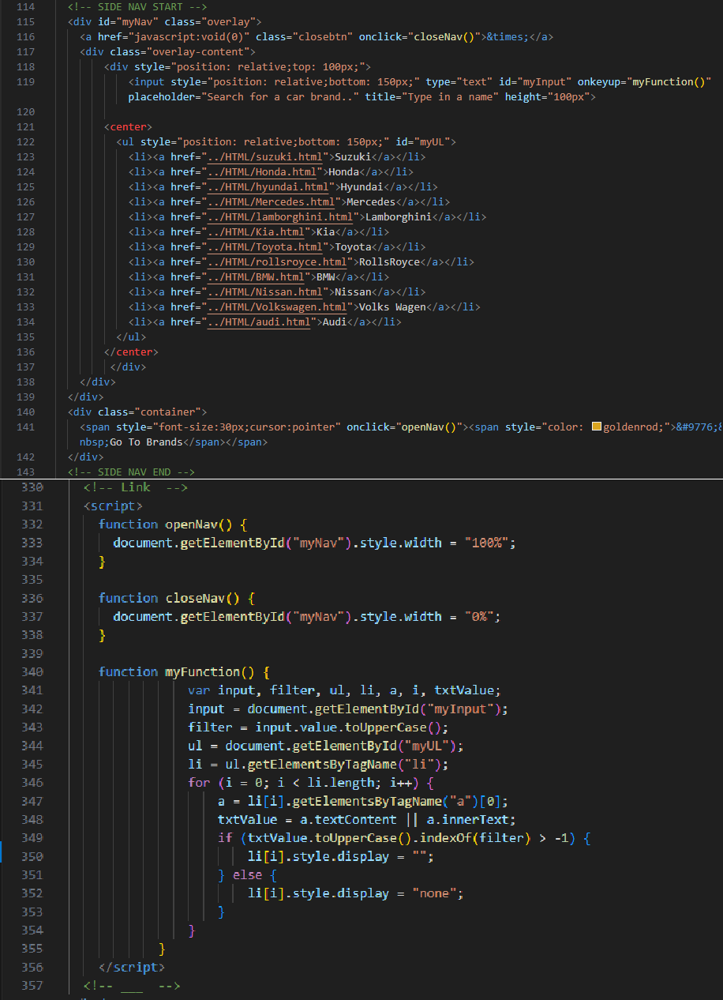 114 <!-- SIDE NAV START -->
115 <div id="myNav" class="overlay">
116 <a href="javascript:void(0)" class="closebtn" onclick="closeNav()">&times;</a>
117 <div class="overlay-content">
118 <div style="position: relative;top: 100px;">
119 <input style="position: relative;bottom: 150px;" type="text" id="myInput" onkeyup="myFunction()"
placeholder="Search for a car brand.." title="Type in a name" height="100px">
120
121 <center>
122 <ul style="position: relative;bottom: 150px;" id="myUL">
123 <li><a href="../HTML/suzuki.html">Suzuki</a></li>
124 <li><a href="../HTML/Honda.html">Honda</a></li>
125 <li><a href="../HTML/hyundai.html">Hyundai</a></li>
126 <li><a href="../HTML/Mercedes.html">Mercedes</a></li>
127 <li><a href="../HTML/lamborghini.html">Lamborghini</a></li>
128 <li><a href="../HTML/Kia.html">Kia</a></li>
129 <li><a href="../HTML/Toyota.html">Toyota</a></li>
130 <li><a href="../HTML/rollsroyce.html">RollsRoyce</a></li>
131 <li><a href="../HTML/BMW.html">BMW</a></li>
132 <li><a href="../HTML/Nissan.html">Nissan</a></li>
133 <li><a href="../HTML/Volkswagen.html">Volks Wagen</a></li>
134 <li><a href="../HTML/audi.html">Audi</a></li>
135 </ul>
136 </center>
137 </div>
138 </div>
139 </div>
140 <div class="container">
141 <span style="font-size:30px;cursor:pointer" onclick="openNav()"><span style="color: goldenrod;">&#9776;&
nbsp;Go To Brands</span></span>
142 </div>
143 <!-- SIDE NAV END -->
330 <!-- Link  -->
331 <script>
332 function openNav() {
333 document.getElementById("myNav").style.width = "100%";
334 }
335
336 function closeNav() {
337 document.getElementById("myNav").style.width = "0%";
338 }
339
340 function myFunction() {
341 var input, filter, ul, li, a, i, txtValue;
342 input = document.getElementById("myInput");
343 filter = input.value.toUpperCase();
344 ul = document.getElementById("myUL");
345 li = ul.getElementsByTagName("li");
346 for (i = 0; i < li.length; i++) {
347 a = li[i].getElementsByTagName("a")[0];
348 txtValue = a.textContent || a.innerText;
349 if (txtValue.toUpperCase().indexOf(filter) > -1) {
350 li[i].style.display = "";
351 } else {
352 li[i].style.display = "none";
353 }
354 }
355 }
356 </script>
357 <!-- ___  -->